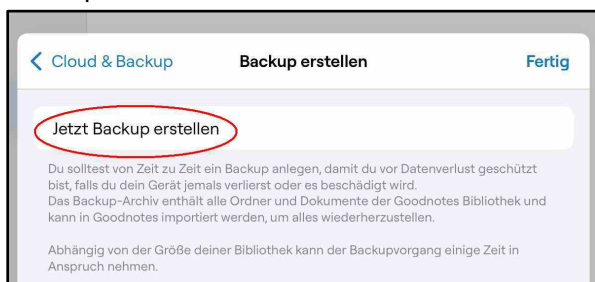 Cloud & Backup Backup erstellen Fertig
Jetzt Backup erstellen
Du solltest von Zeit zu Zeit ein Backup anlegen, damit du vor Datenverlust geschützt
bist, falls du dein Gerät jemals verlierst oder es beschädigt wird.
Das Backup-Archiv enthält alle Ordner und Dokumente der Goodnotes Bibliothek und
kann in Goodnotes importiert werden, um alles wiederherzustellen.
Abhängig von der Größe deiner Bibliothek kann der Backupvorgang einige Zeit in
Anspruch nehmen.